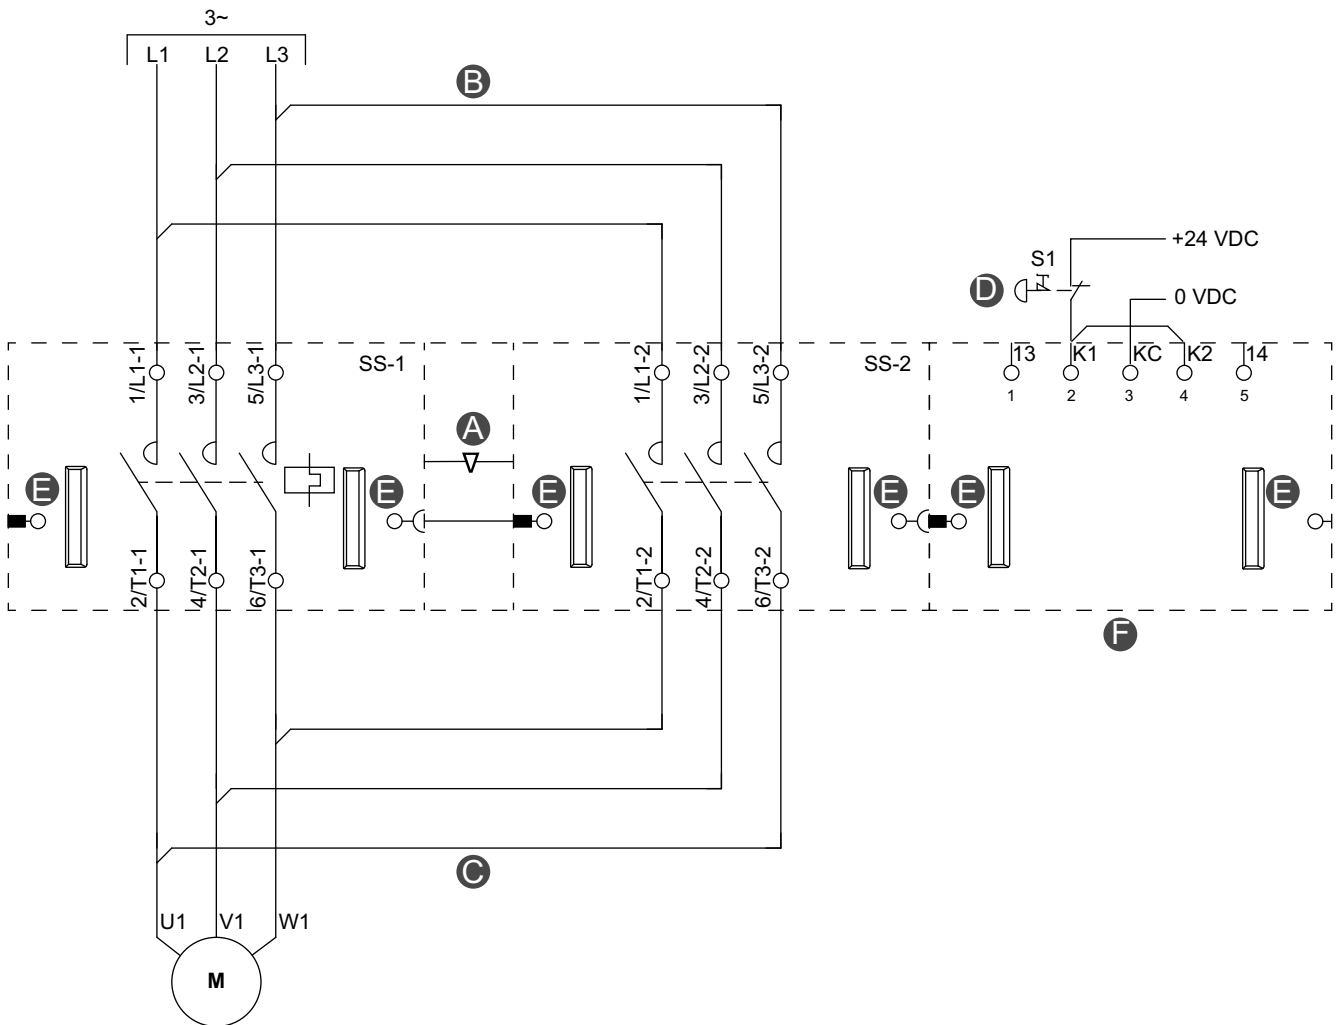 3~
L1 L2 L3
B
+24 VDC
S1
D
0 VDC
1/L1-1 3/L2-1 5/L3-1 SS-1 1/L1-2 3/L2-2 5/L3-2 SS-2 13 K1 KC K2 14
1 2 3 4 5
A
E E E E E E
2/T1-1 4/T2-1 6/T3-1 2/T1-2 4/T2-2 6/T3-2
F
C
U1 V1 W1
M